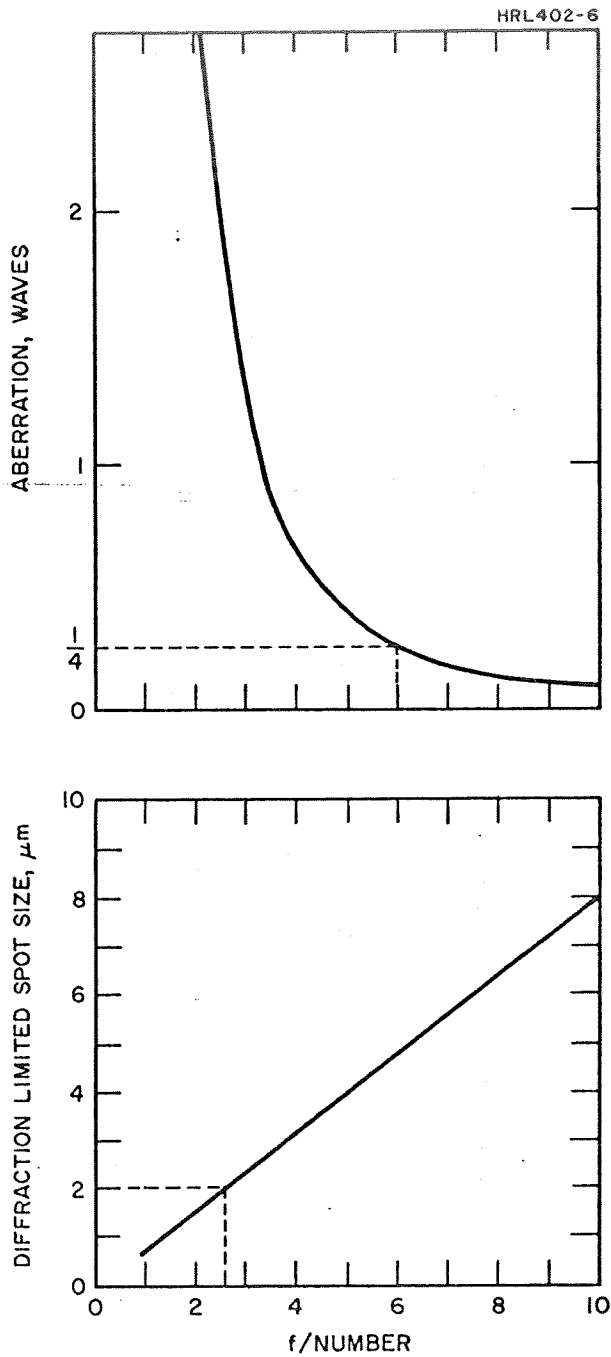 HRL402-6
ABERRATION, WAVES
2
1
1/4
0
DIFFRACTION LIMITED SPOT SIZE, μm
10
8
6
4
2
0
0 2 4 6 8 10
f/NUMBER